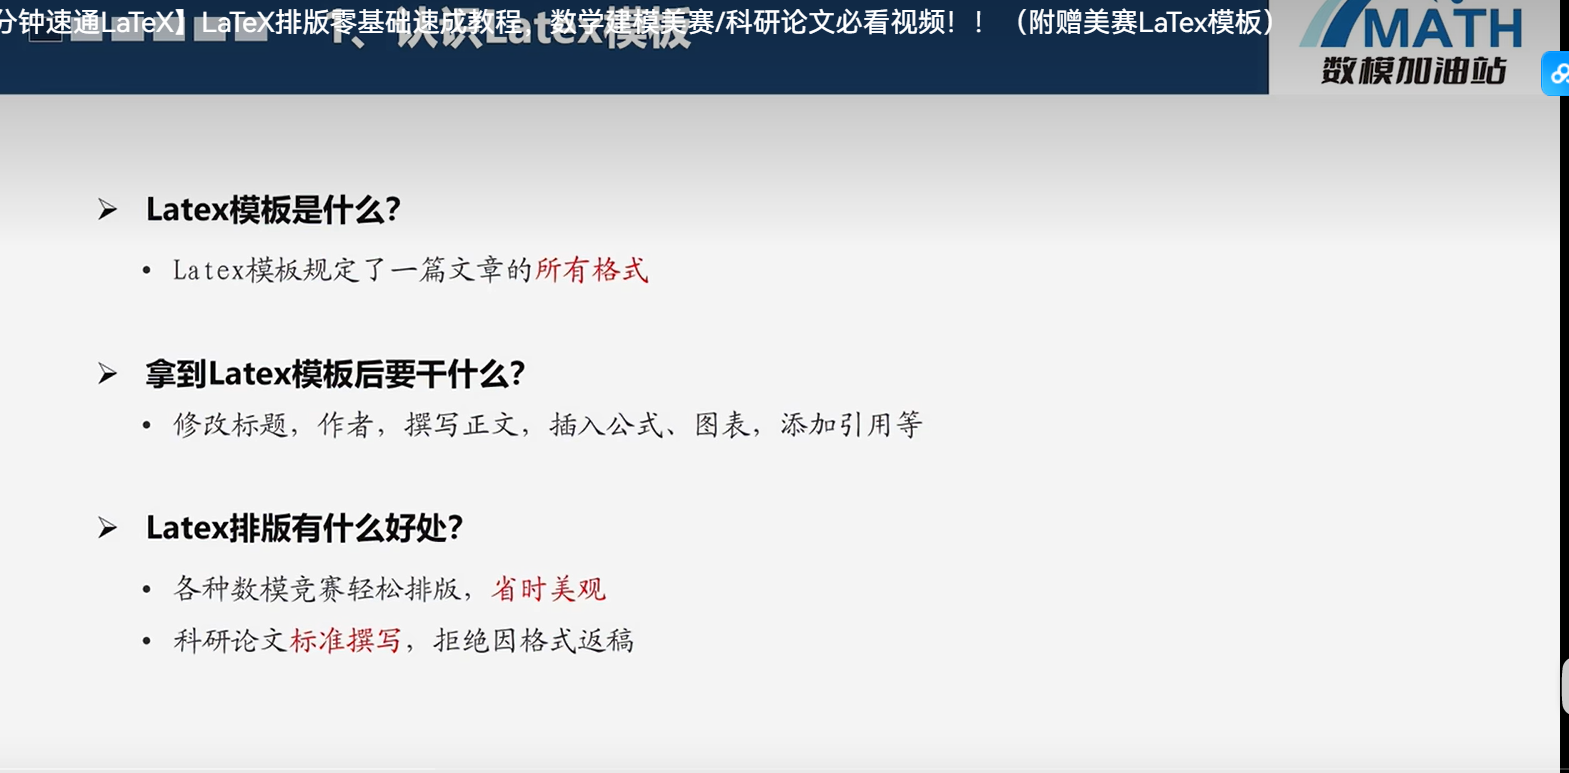 分钟速通LaTeX】LaTeX排版零基础速成教程，数学建模美赛/科研论文必看视频！！（附赠美赛LaTex模板）
1、认识Latex模板
MATH
数模加油站
➢ Latex模板是什么？
• Latex模板规定了一篇文章的所有格式
➢ 拿到Latex模板后要干什么？
• 修改标题，作者，撰写正文，插入公式、图表，添加引用等
➢ Latex排版有什么好处？
• 各种数模竞赛轻松排版，省时美观
• 科研论文标准撰写，拒绝因格式返稿